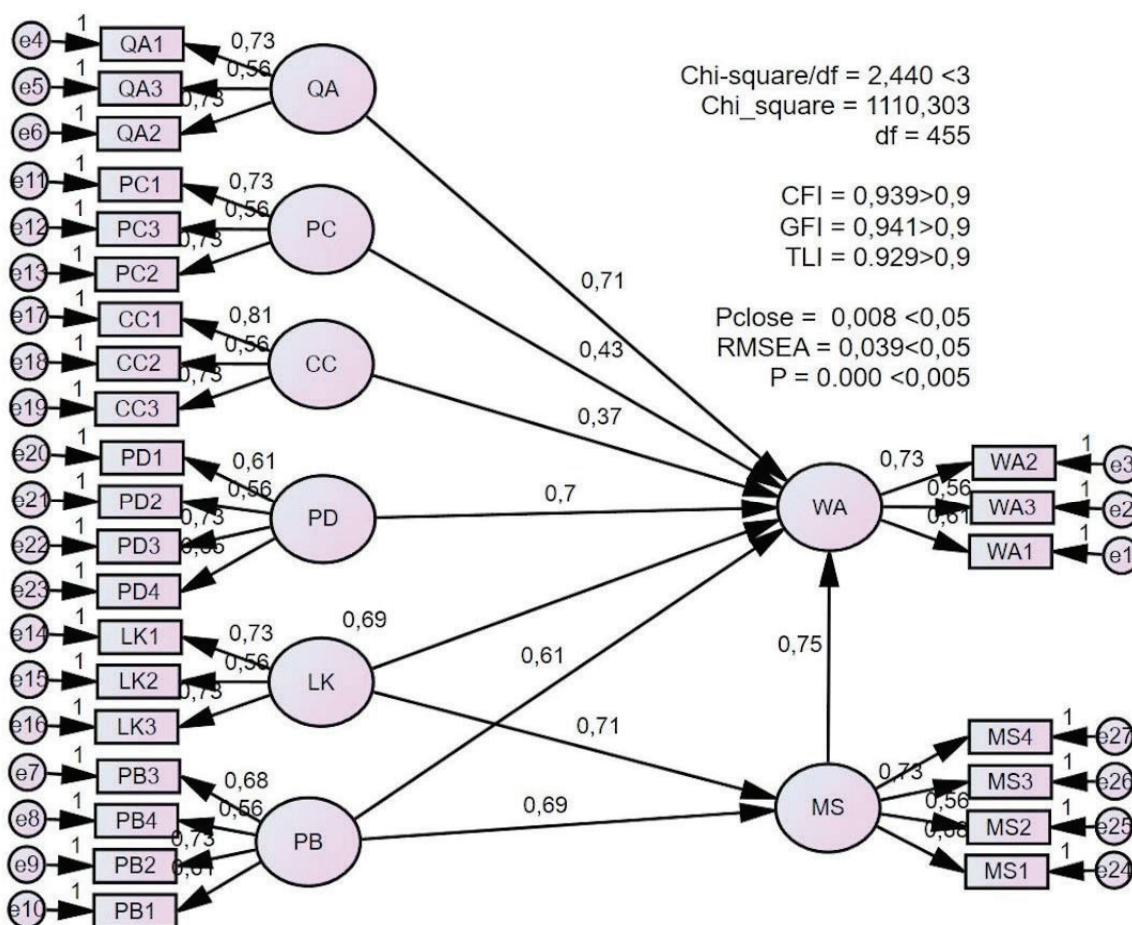 e4 1 QA1 0,73
e5 1 QA3 0,56 QA
e6 1 QA2 0,73
e11 1 PC1 0,73
e12 1 PC3 0,56 PC
e13 1 PC2 0,73
e17 1 CC1 0,81
e18 1 CC2 0,56 CC
e19 1 CC3 0,73
e20 1 PD1 0,61
e21 1 PD2 0,56 PD
e22 1 PD3 0,73
e23 1 PD4
e14 1 LK1 0,73
e15 1 LK2 0,56 LK
e16 1 LK3 0,73
e7 1 PB3 0,68
e8 1 PB4 0,56
e9 1 PB2 0,73 PB
e10 1 PB1 0,61
0,71
0,43
0,37
0,7
0,69
0,61
0,71
0,69
0,75
Chi-square/df = 2,440 <3
Chi_square = 1110,303
df = 455
CFI = 0,939>0,9
GFI = 0,941>0,9
TLI = 0.929>0,9
Pclose = 0,008 <0,05
RMSEA = 0,039<0,05
P = 0.000 <0,005
0,73 WA2 1 e3
WA 0,56 WA3 1 e2
0,61 WA1 1 e1
MS4 1 e27
MS 0,73 MS3 1 e26
0,56 MS2 1 e25
0,68 MS1 1 e24